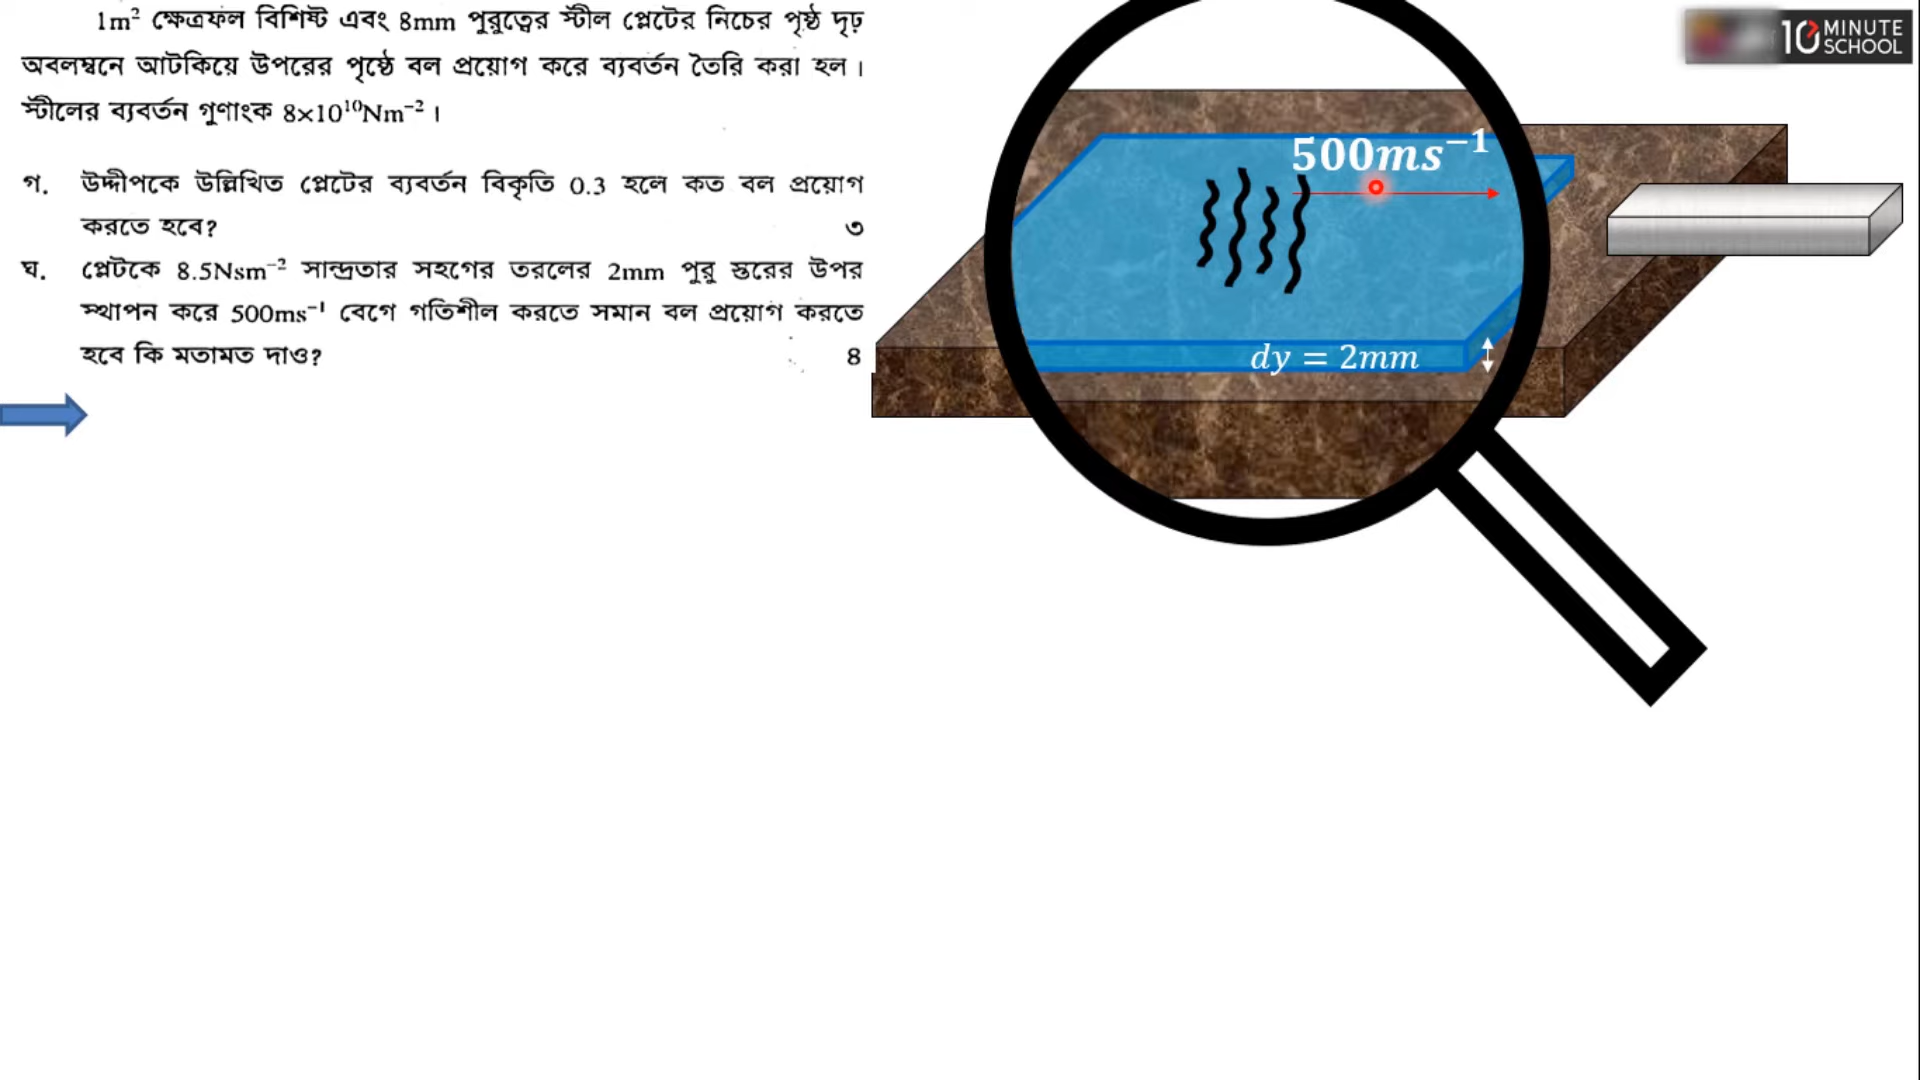 1m² ক্ষেত্রফল বিশিষ্ট এবং 8mm পুরুত্বের স্টীল প্লেটের নিচের পৃষ্ঠ দৃঢ়
অবলম্বনে আটকিয়ে উপরের পৃষ্ঠে বল প্রয়োগ করে ব্যবর্তন তৈরি করা হল।
স্টীলের ব্যবর্তন গুণাংক 8×10¹⁰Nm⁻²।
গ. উদ্দীপকে উল্লিখিত প্লেটের ব্যবর্তন বিকৃতি 0.3 হলে কত বল প্রয়োগ
করতে হবে? ৩
ঘ. প্লেটকে 8.5Nsm⁻² সান্দ্রতার সহগের তরলের 2mm পুরু স্তরের উপর
স্থাপন করে 500ms⁻¹ বেগে গতিশীল করতে সমান বল প্রয়োগ করতে
হবে কি মতামত দাও? ৪
10 MINUTE
SCHOOL
500ms⁻¹
dy = 2mm